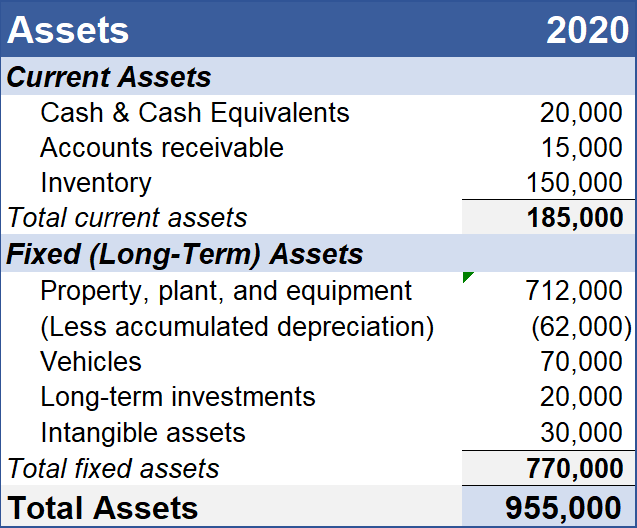 Assets 2020
Current Assets
Cash & Cash Equivalents 20,000
Accounts receivable 15,000
Inventory 150,000
Total current assets 185,000
Fixed (Long-Term) Assets
Property, plant, and equipment 712,000
(Less accumulated depreciation) (62,000)
Vehicles 70,000
Long-term investments 20,000
Intangible assets 30,000
Total fixed assets 770,000
Total Assets 955,000